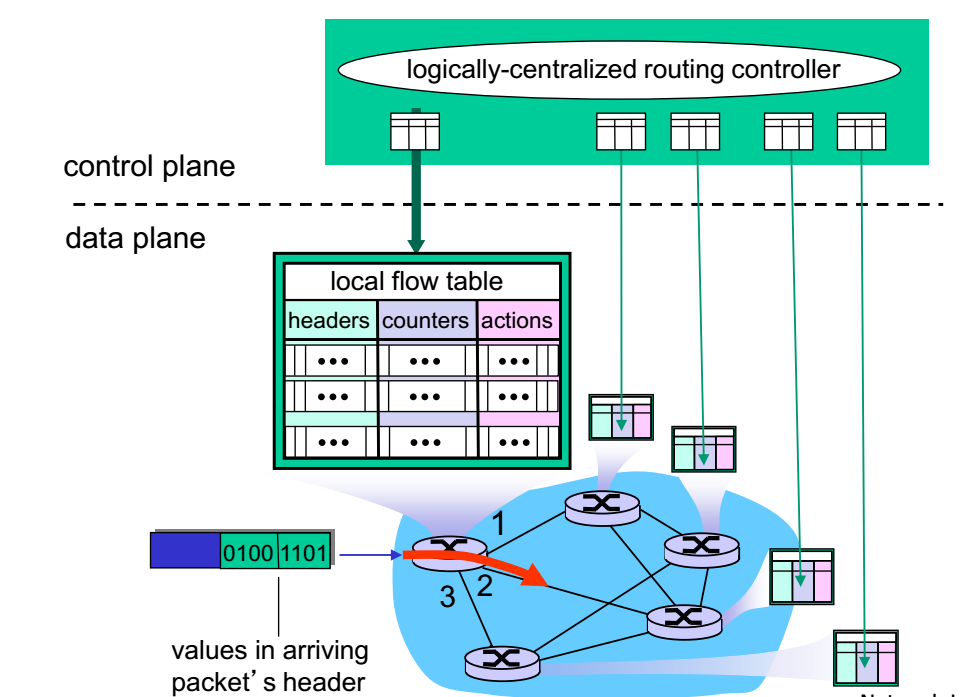 logically-centralized routing controller
control plane
data plane
local flow table
headers counters actions
1
2
3
0100 1101
values in arriving
packet’s header